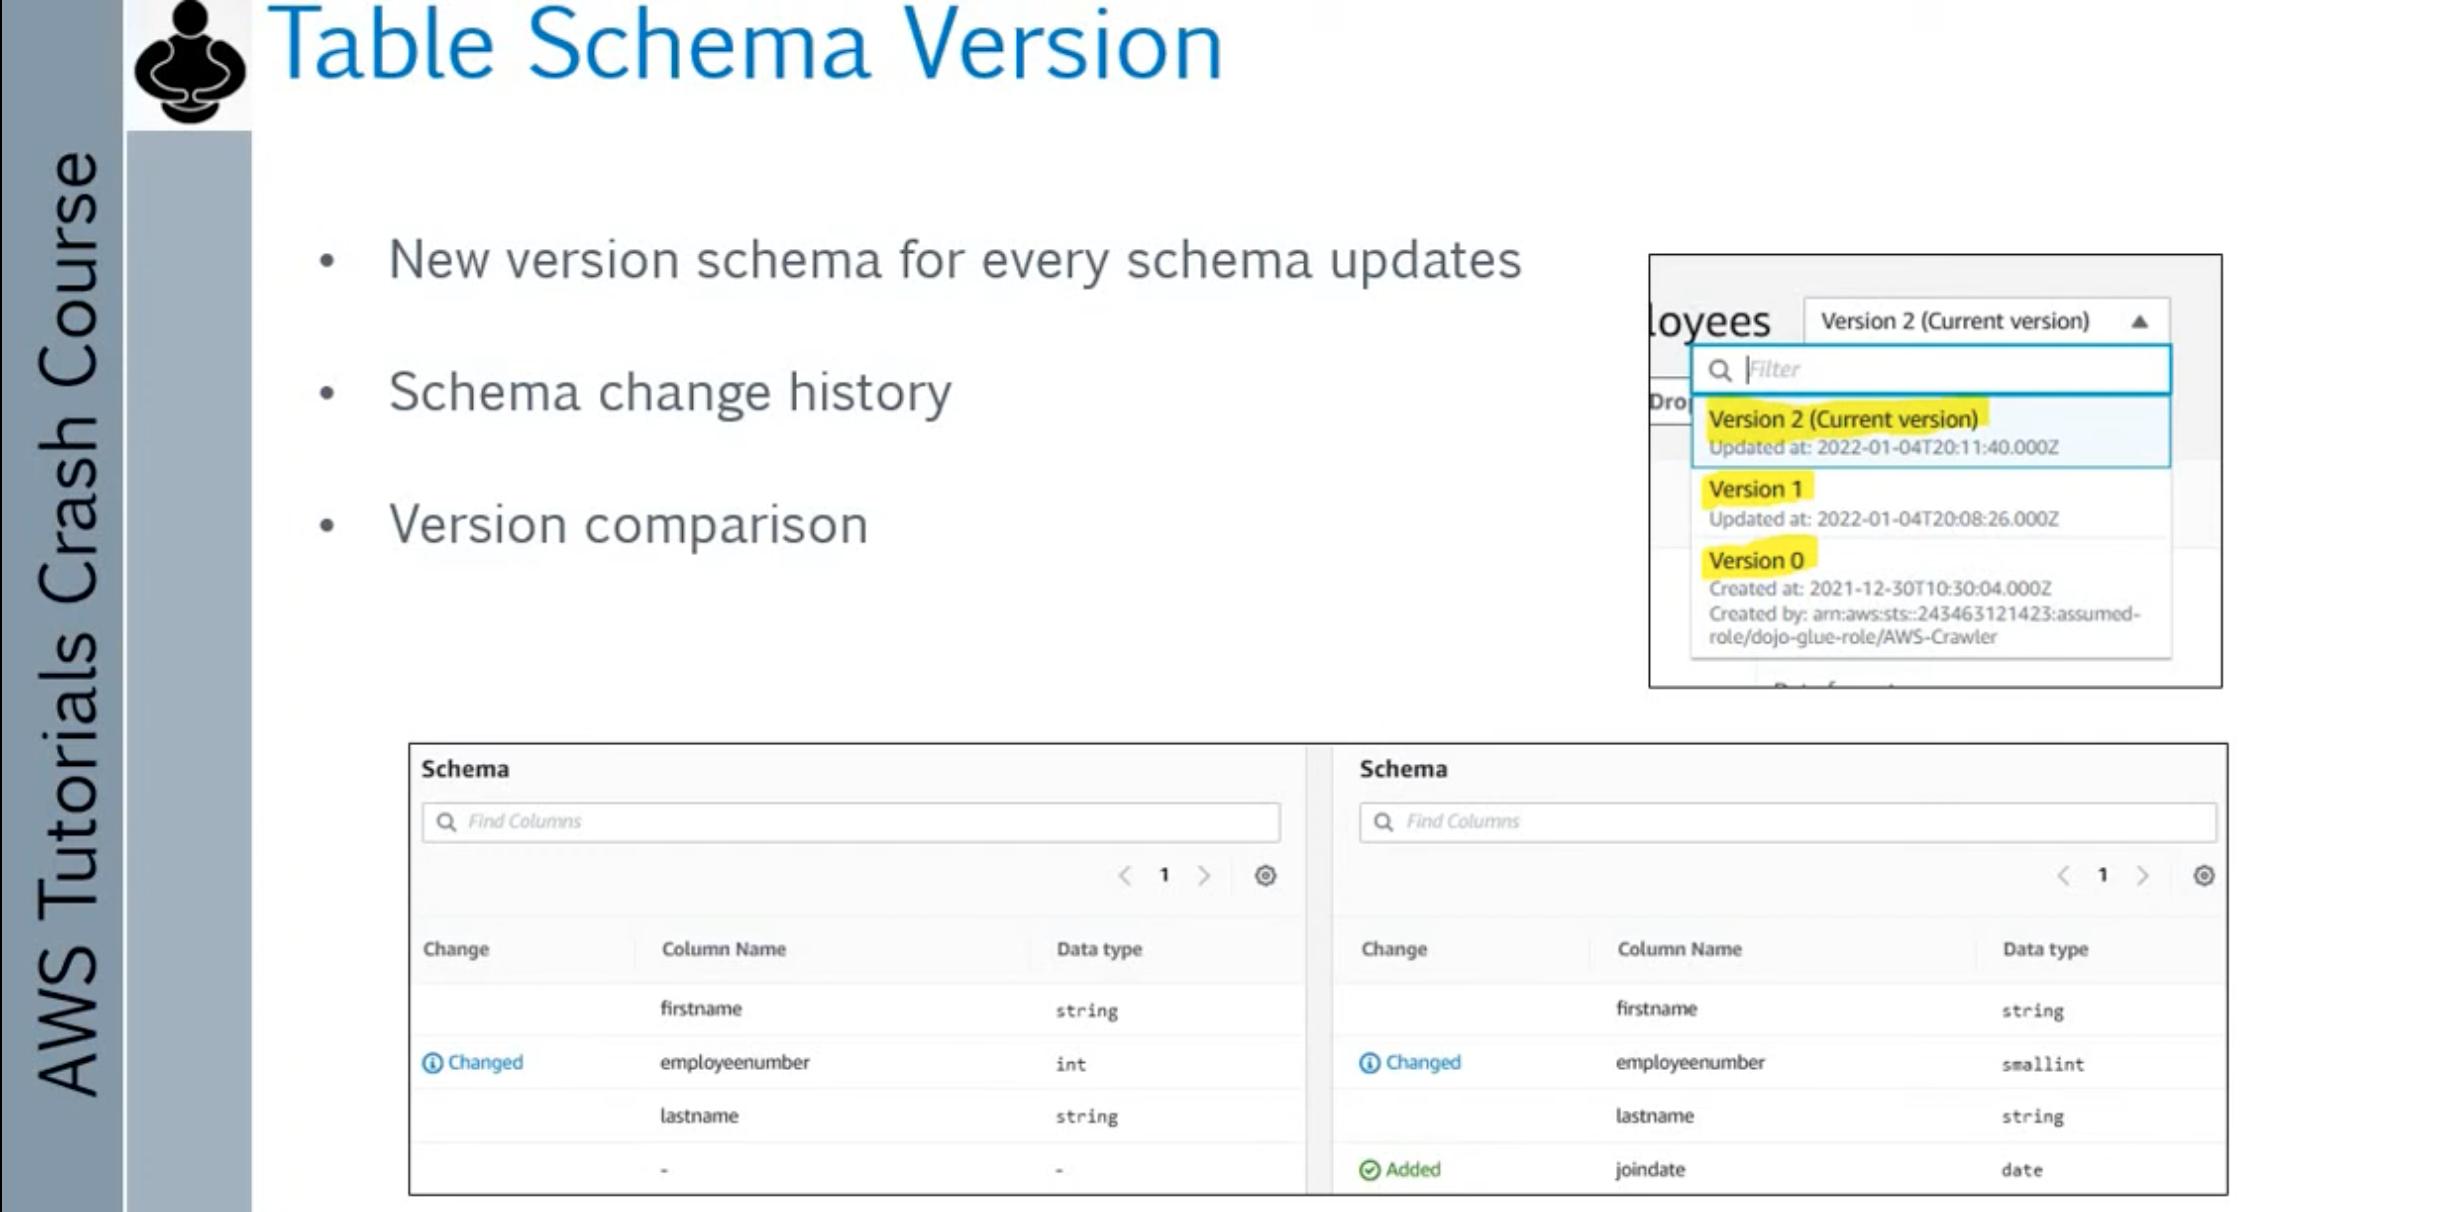 AWS Tutorials Crash Course
Table Schema Version
• New version schema for every schema updates
• Schema change history
• Version comparison
loyees
Version 2 (Current version)
Filter
Dro
Version 2 (Current version)
Updated at: 2022-01-04T20:11:40.000Z
Version 1
Updated at: 2022-01-04T20:08:26.000Z
Version 0
Created at: 2021-12-30T10:30:04.000Z
Created by: arn:aws:sts::243463121423:assumed-
role/dojo-glue-role/AWS-Crawler
Schema
Find Columns
1
Change Column Name Data type
firstname string
Changed employeenumber int
lastname string
- -
Schema
Find Columns
1
Change Column Name Data type
firstname string
Changed employeenumber smallint
lastname string
Added joindate date